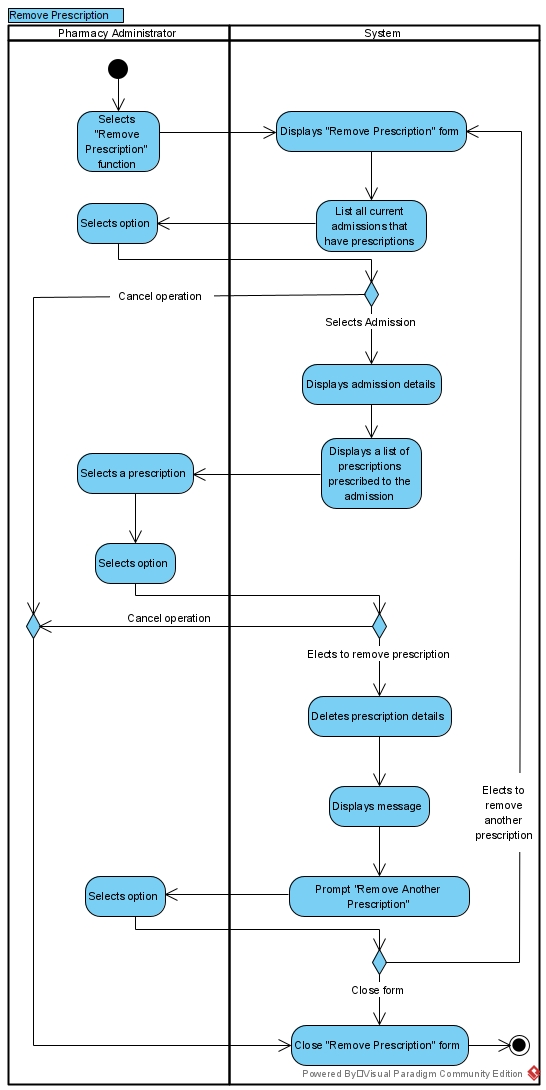 Remove Prescription
Pharmacy Administrator
System
Selects
"Remove
Prescription"
function
Displays "Remove Prescription" form
Selects option
List all current
admissions that
have prescriptions
Cancel operation
Selects Admission
Displays admission details
Selects a prescription
Displays a list of
prescriptions
prescribed to the
admission
Selects option
Cancel operation
Elects to remove prescription
Deletes prescription details
Displays message
Elects to
remove
another
prescription
Selects option
Prompt "Remove Another
Prescription"
Close form
Close "Remove Prescription" form
Powered By□Visual Paradigm Community Edition